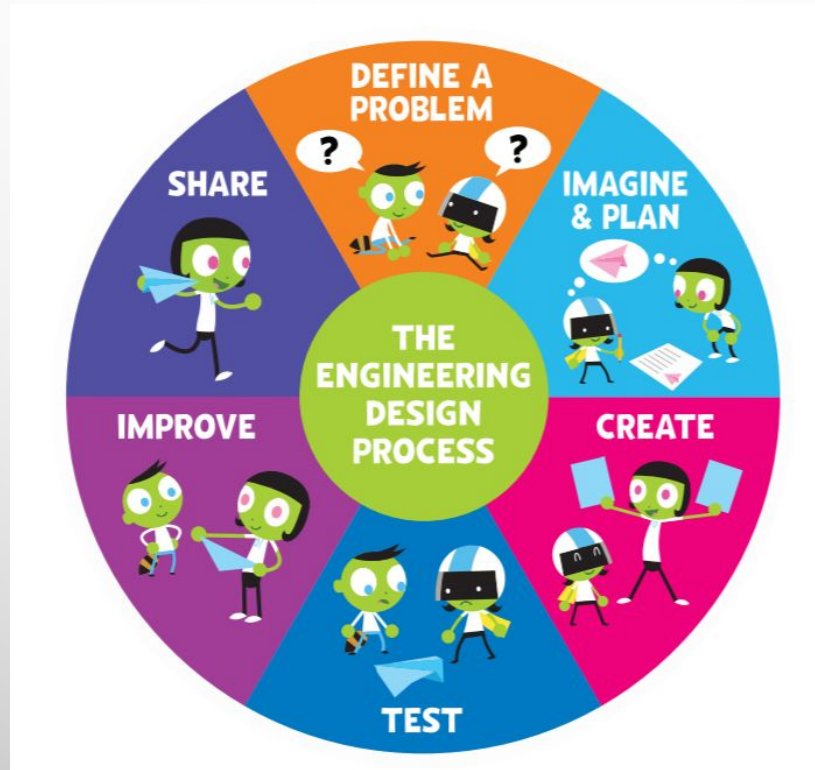 DEFINE A
PROBLEM
?
?
IMAGINE
& PLAN
CREATE
TEST
IMPROVE
SHARE
THE
ENGINEERING
DESIGN
PROCESS